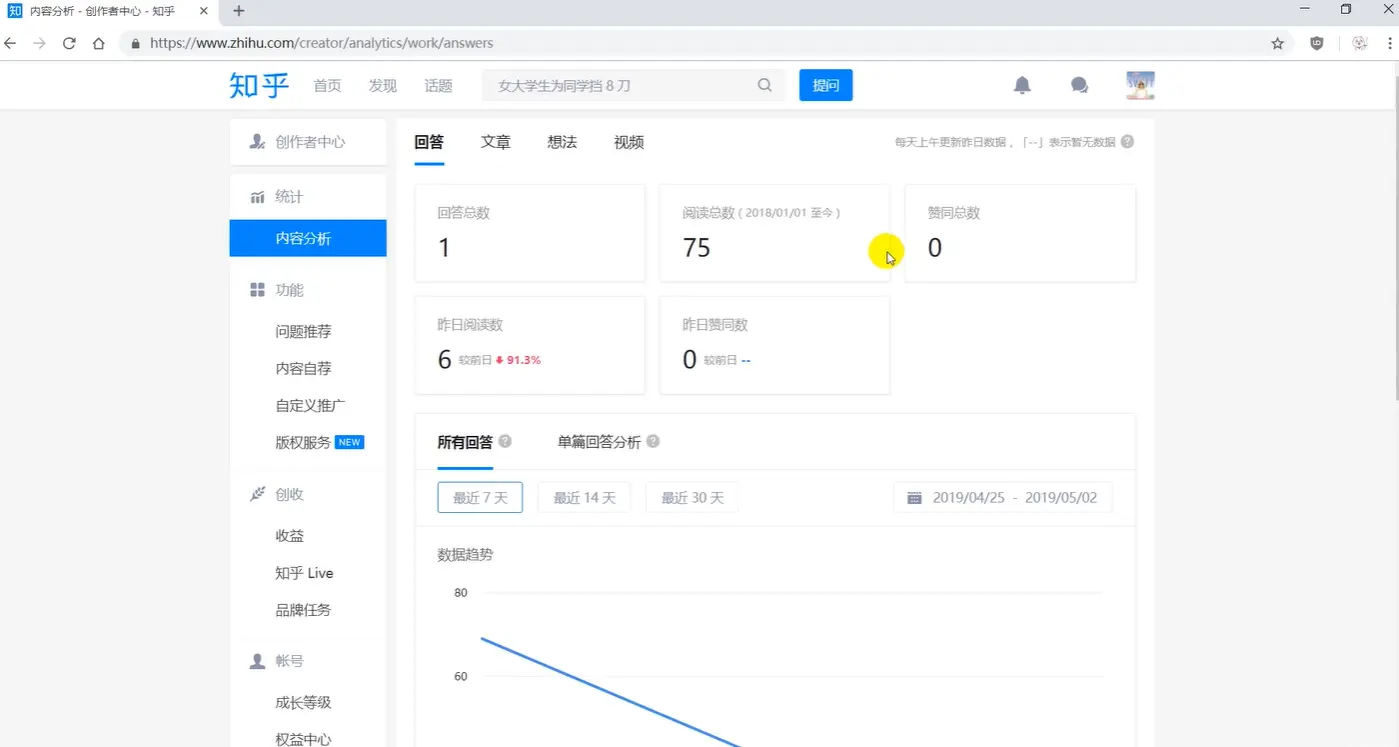 知 内容分析 - 创作者中心 - 知乎
https://www.zhihu.com/creator/analytics/work/answers
知乎 首页 发现 话题 女大学生为同学挡 8 刀 提问
创作者中心
统计
内容分析
功能
问题推荐
内容自荐
自定义推广
版权服务 NEW
创收
收益
知乎 Live
品牌任务
帐号
成长等级
权益中心
回答 文章 想法 视频 每天上午更新昨日数据，「--」表示暂无数据 ?
回答总数 阅读总数 ( 2018/01/01 至今 ) 赞同总数
1 75 0
昨日阅读数 昨日赞同数
6 较前日 91.3% 0 较前日 --
所有回答 ? 单篇回答分析 ?
最近 7 天 最近 14 天 最近 30 天 2019/04/25 - 2019/05/02
数据趋势
80
60